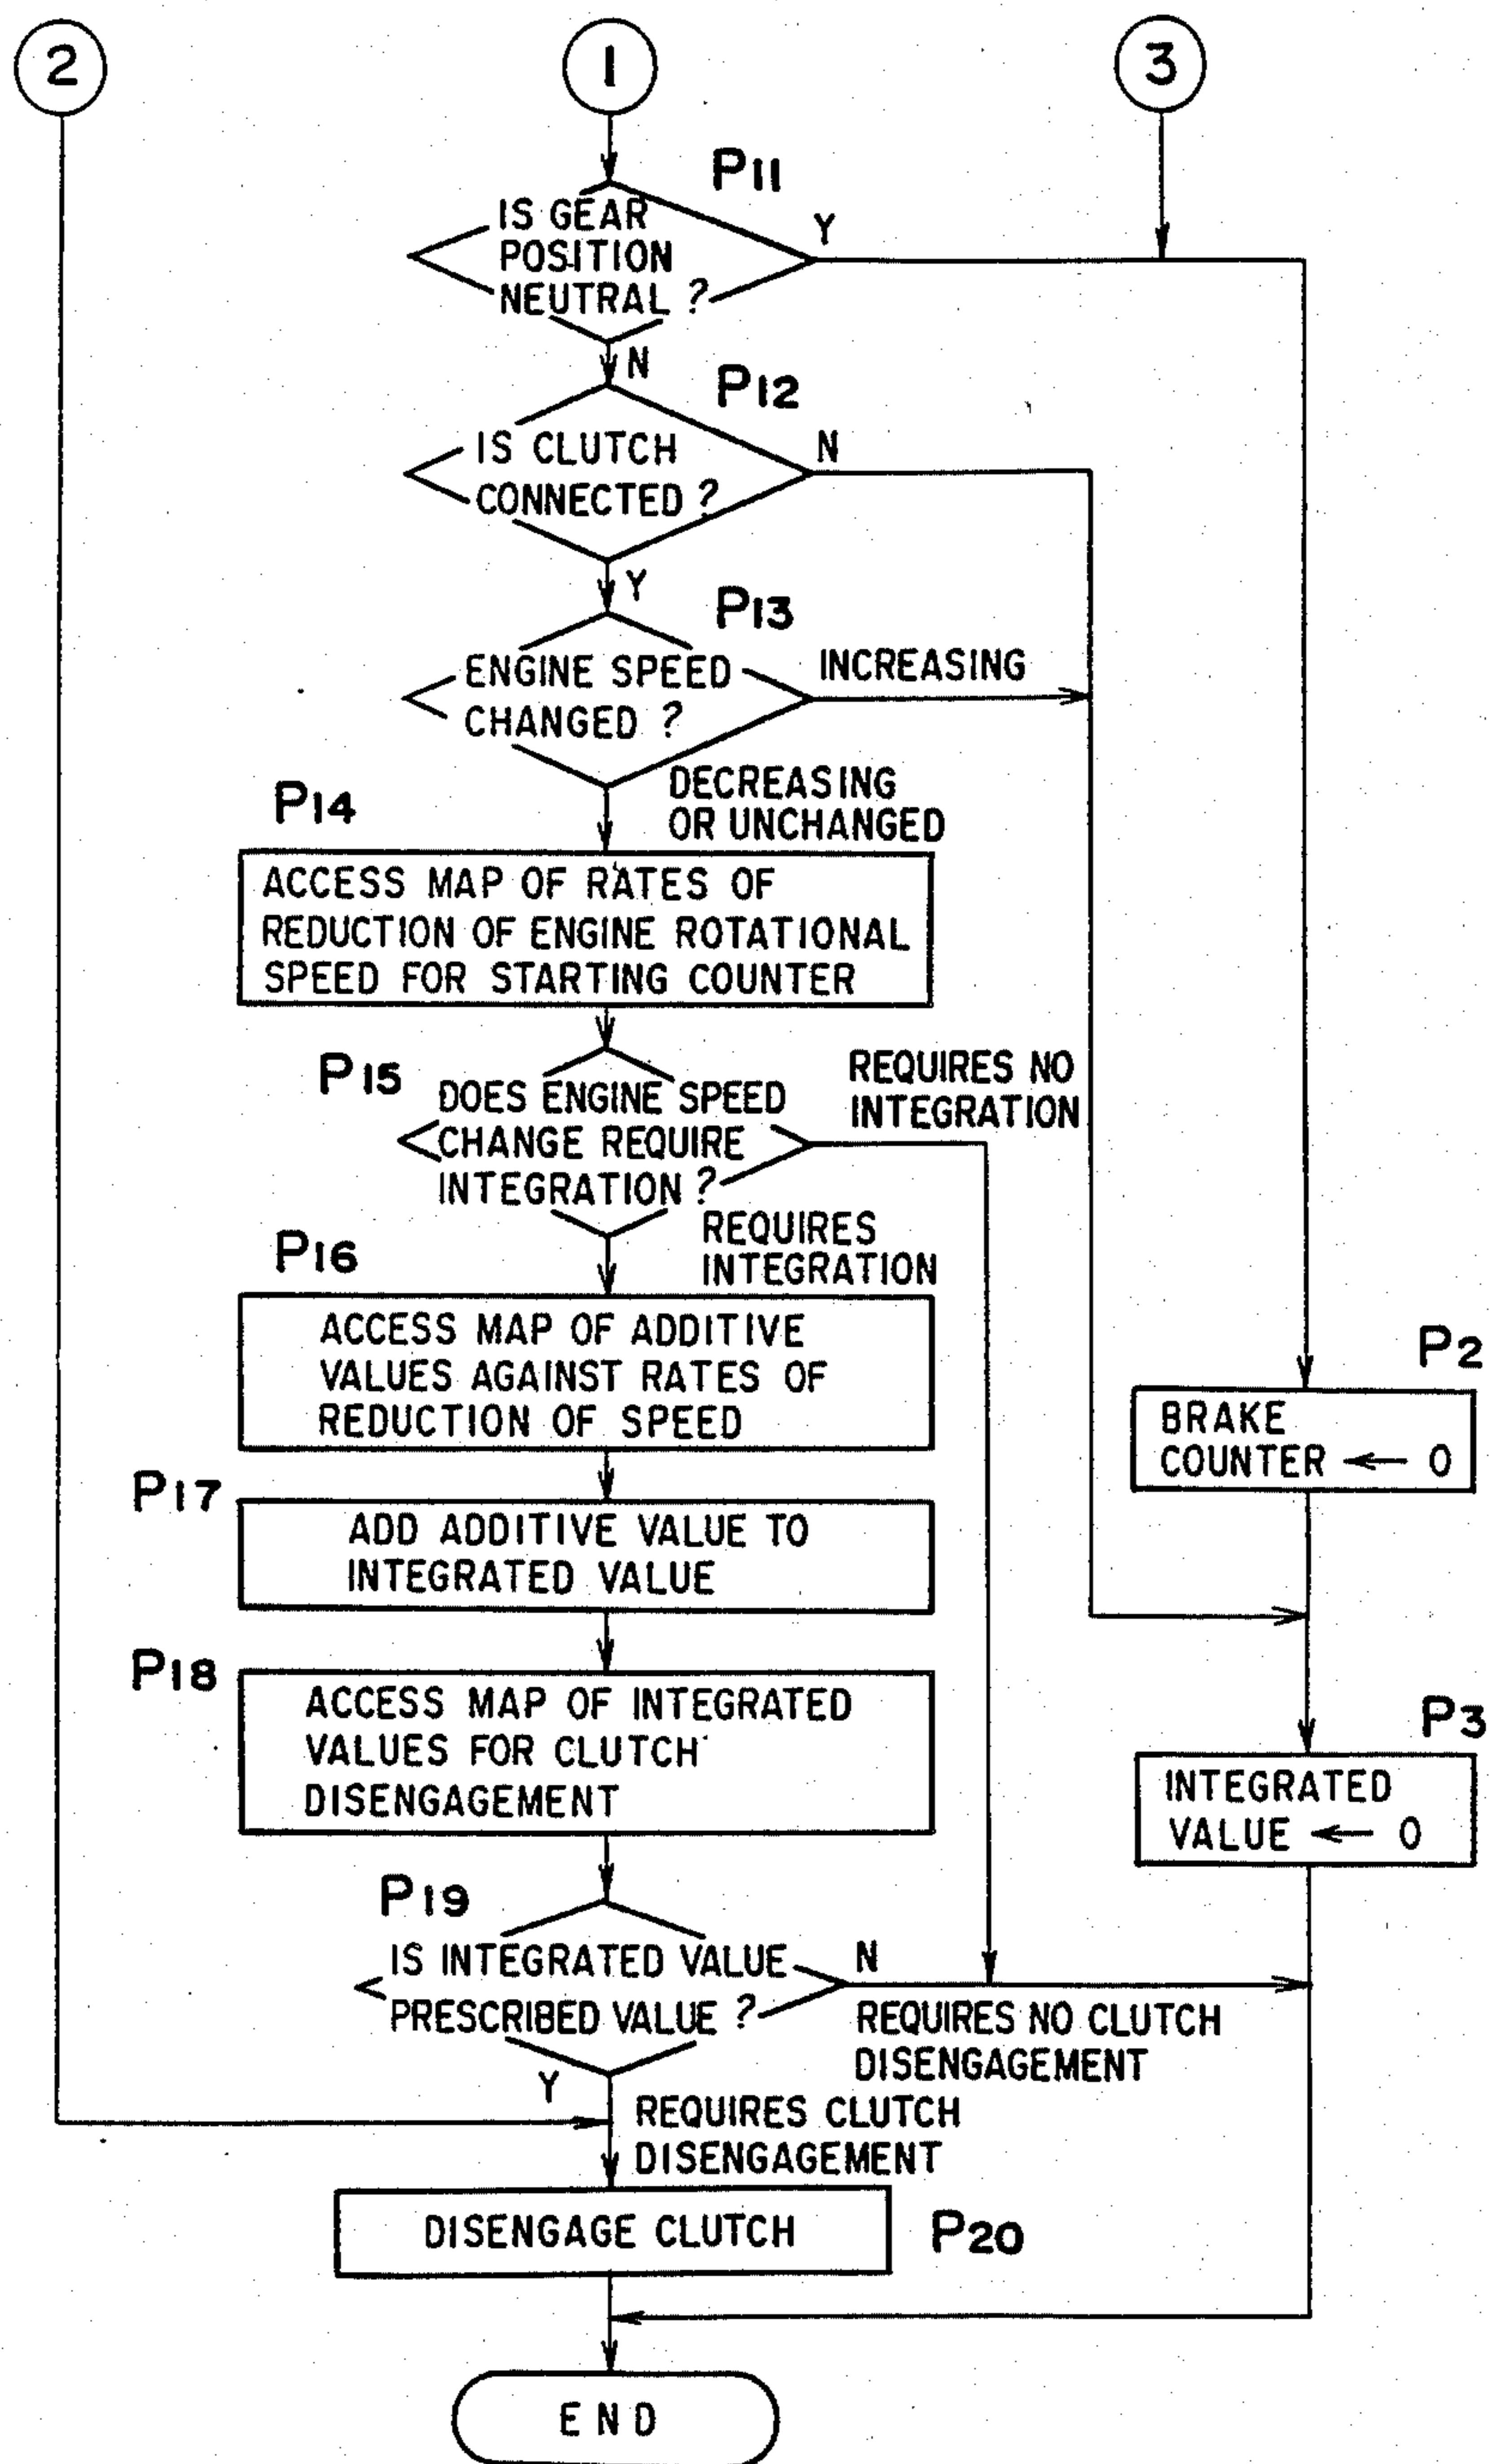 2
1
3
P11
IS GEAR
POSITION
NEUTRAL ?
Y
N
P12
IS CLUTCH
CONNECTED ?
N
Y
P13
ENGINE SPEED
CHANGED ?
INCREASING
DECREASING
OR UNCHANGED
P14
ACCESS MAP OF RATES OF
REDUCTION OF ENGINE ROTATIONAL
SPEED FOR STARTING COUNTER
P15
DOES ENGINE SPEED
CHANGE REQUIRE
INTEGRATION ?
REQUIRES NO
INTEGRATION
REQUIRES
INTEGRATION
P16
ACCESS MAP OF ADDITIVE
VALUES AGAINST RATES OF
REDUCTION OF SPEED
P2
BRAKE
COUNTER ← 0
P17
ADD ADDITIVE VALUE TO
INTEGRATED VALUE
P18
ACCESS MAP OF INTEGRATED
VALUES FOR CLUTCH
DISENGAGEMENT
P3
INTEGRATED
VALUE ← 0
P19
IS INTEGRATED VALUE
PRESCRIBED VALUE ?
N
REQUIRES NO CLUTCH
DISENGAGEMENT
Y
REQUIRES CLUTCH
DISENGAGEMENT
DISENGAGE CLUTCH
P20
END